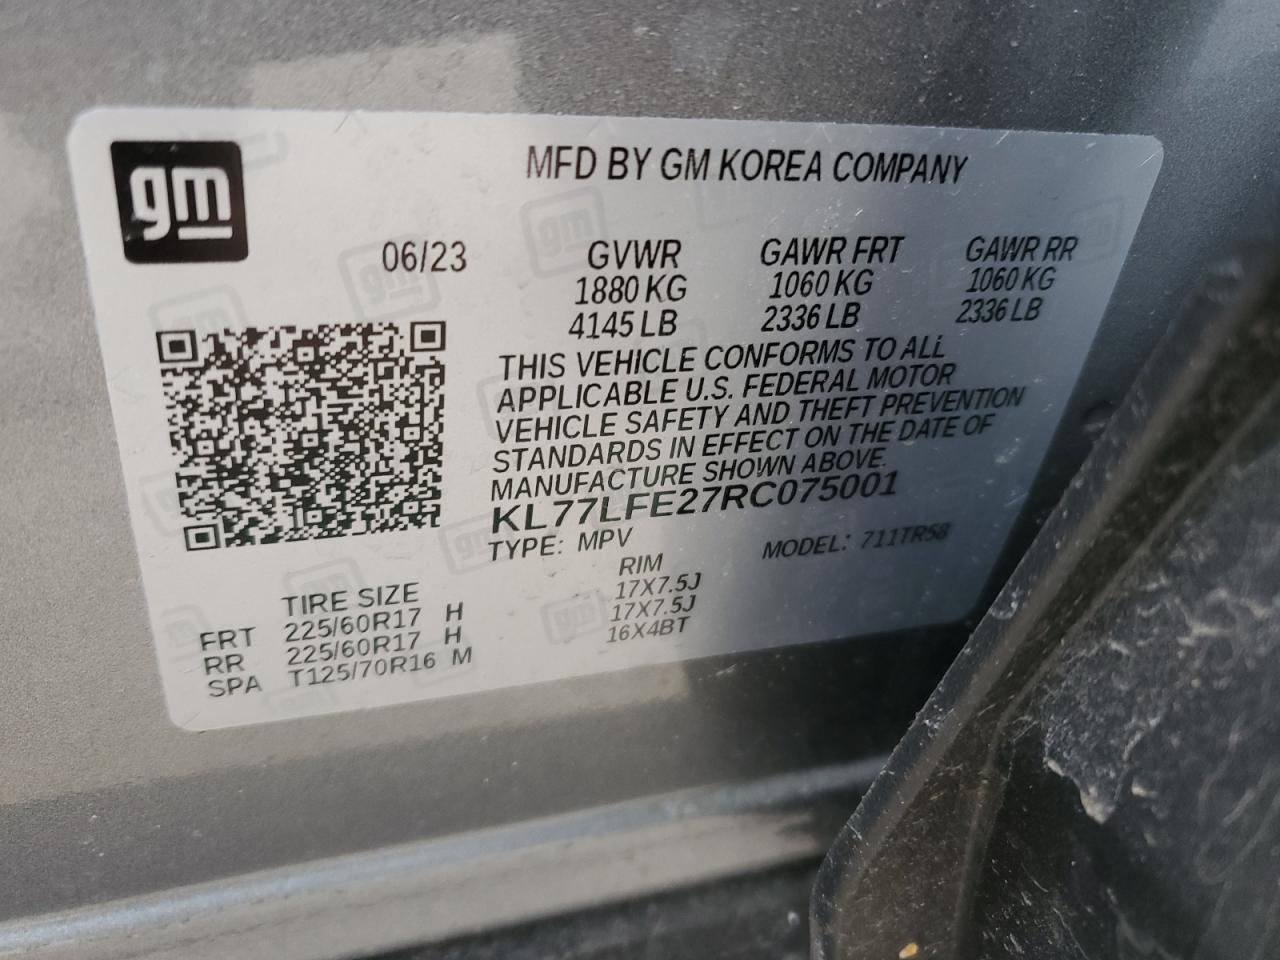 gm
MFD BY GM KOREA COMPANY
06/23
GVWR GAWR FRT GAWR RR
1880 KG 1060 KG 1060 KG
4145 LB 2336 LB 2336 LB
THIS VEHICLE CONFORMS TO ALL
APPLICABLE U.S. FEDERAL MOTOR
VEHICLE SAFETY AND THEFT PREVENTION
STANDARDS IN EFFECT ON THE DATE OF
MANUFACTURE SHOWN ABOVE.
KL77LFE27RC075001
TYPE: MPV MODEL: 711TR58
TIRE SIZE RIM
FRT 225/60R17 H 17X7.5J
RR 225/60R17 H 17X7.5J
SPA T125/70R16 M 16X4BT